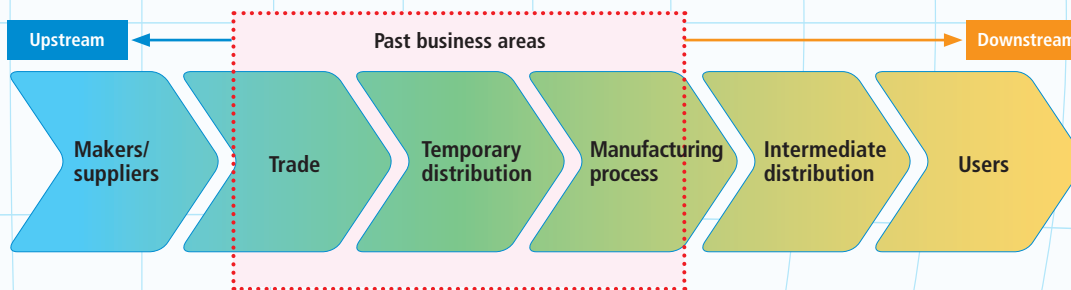 Upstream
Past business areas
Downstream
Makers/
suppliers
Trade
Temporary
distribution
Manufacturing
process
Intermediate
distribution
Users